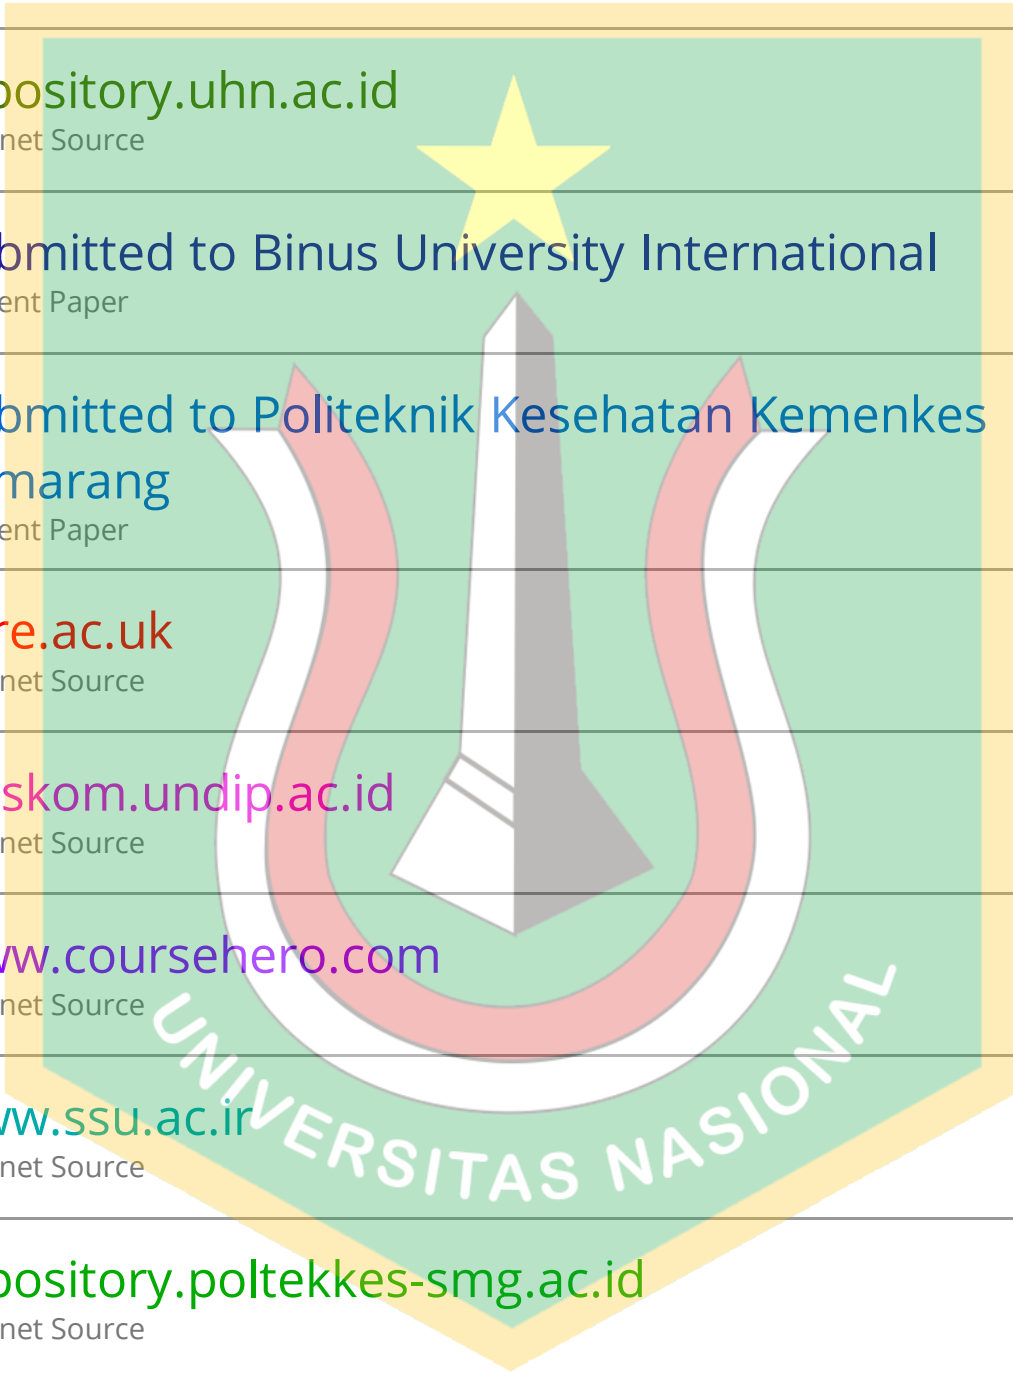 pository.uhn.ac.id
net Source
bmitted to Binus University International
ent Paper
bmitted to Politeknik Kesehatan Kemenkes
marang
ent Paper
re.ac.uk
net Source
skom.undip.ac.id
net Source
ww.coursehero.com
net Source
ww.ssu.ac.ir
net Source
UNIVERSITAS NASIONAL
pository.poltekkes-smg.ac.id
net Source